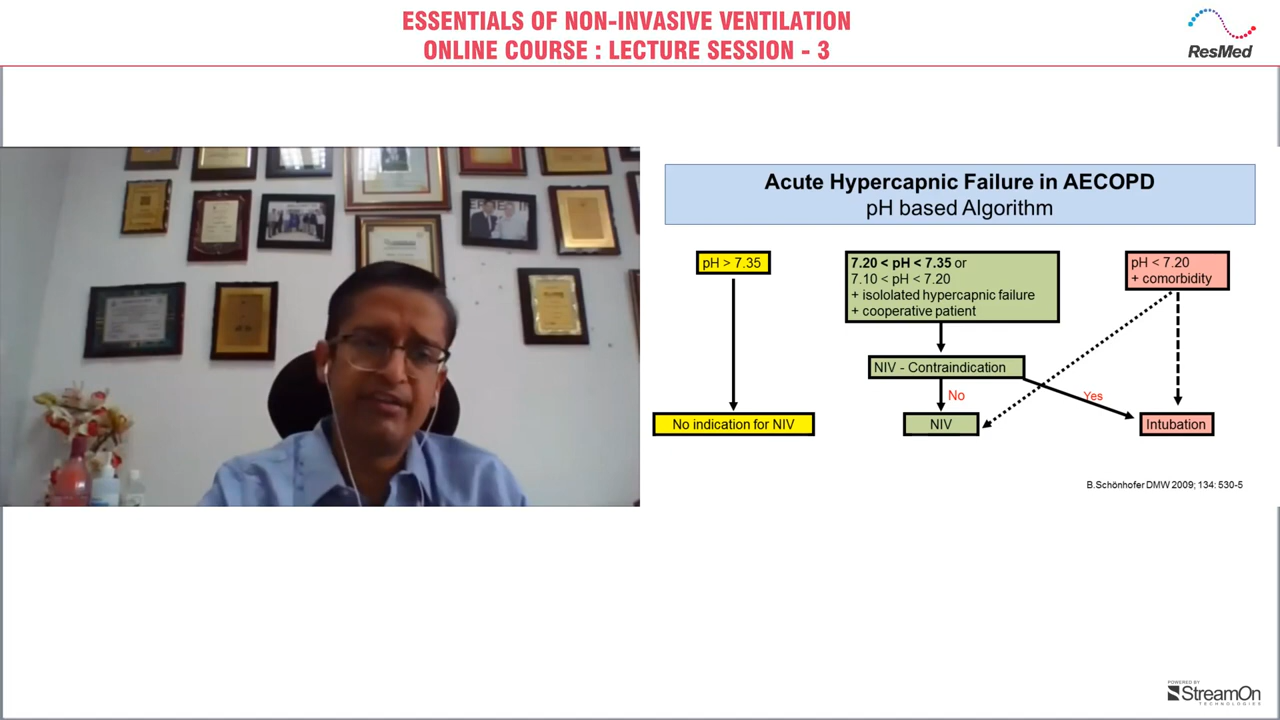 ESSENTIALS OF NON-INVASIVE VENTILATION
ONLINE COURSE : LECTURE SESSION - 3
ResMed
Acute Hypercapnic Failure in AECOPD
pH based Algorithm
pH > 7.35
7.20 < pH < 7.35 or
7.10 < pH < 7.20
+ isololated hypercapnic failure
+ cooperative patient
pH < 7.20
+ comorbidity
NIV - Contraindication
No
Yes
No indication for NIV
NIV
Intubation
B.Schönhofer DMW 2009; 134: 530-5
POWERED BY
StreamOn
TECHNOLOGIES